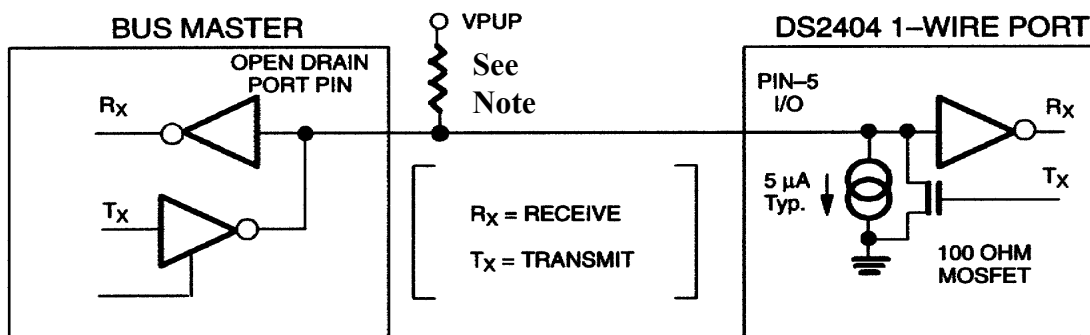 BUS MASTER
VPUP
DS2404 1–WIRE PORT
OPEN DRAIN
PORT PIN
See
Note
PIN–5
I/O
RX
RX
TX
TX
5 µA
Typ.
RX = RECEIVE
TX = TRANSMIT
100 OHM
MOSFET